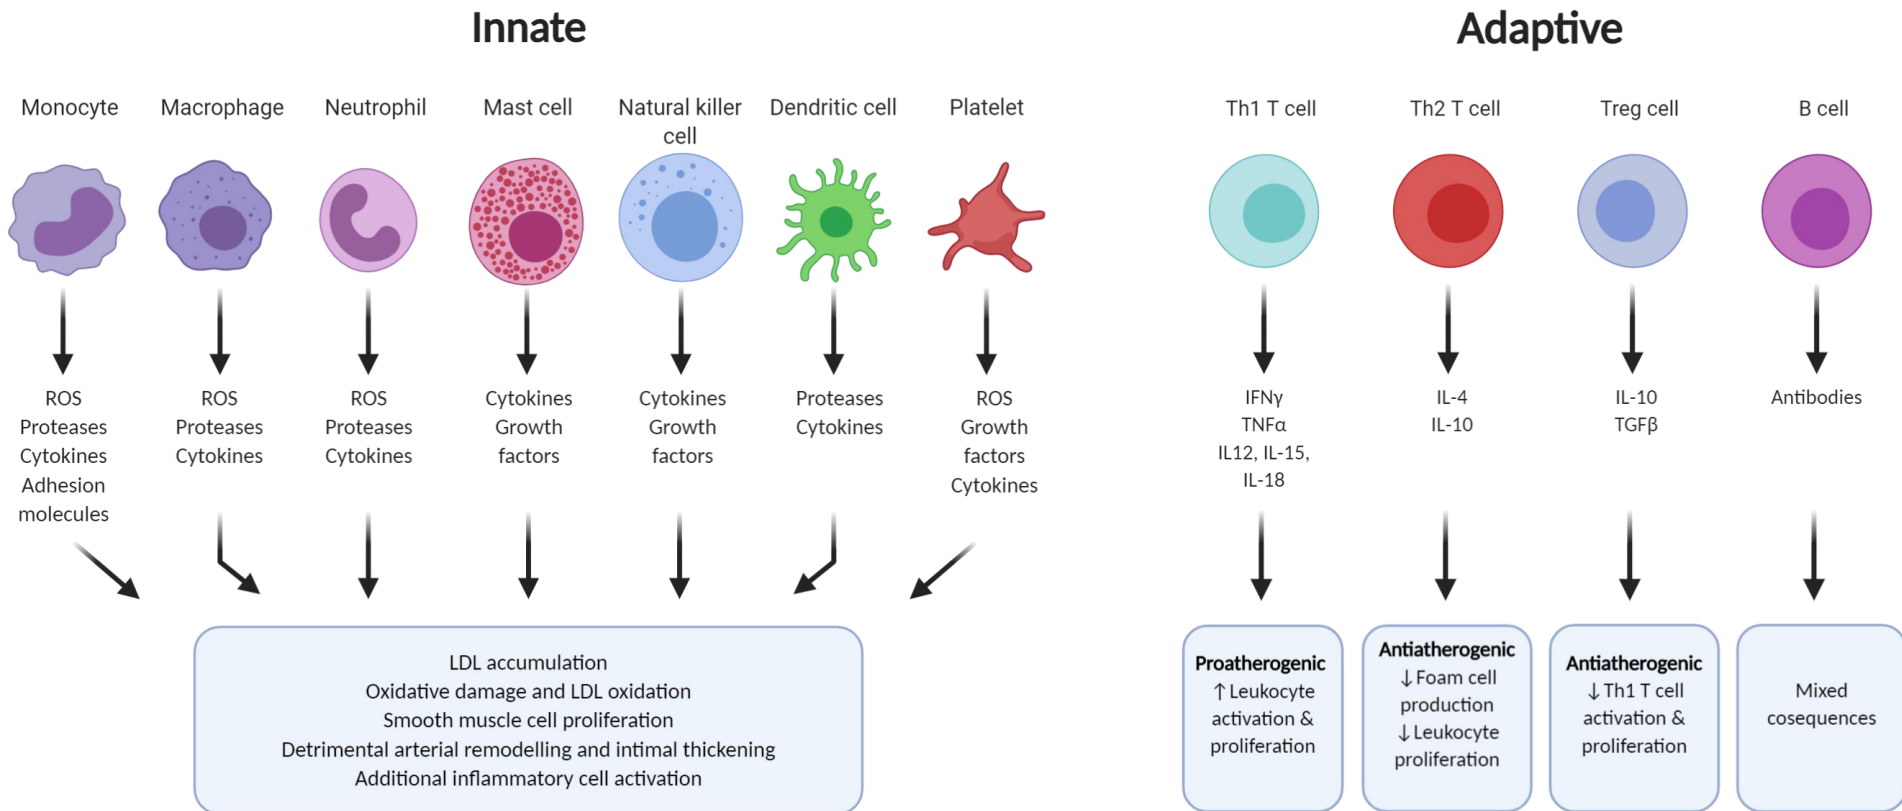 Innate
Adaptive
Monocyte
Macrophage
Neutrophil
Mast cell
Natural killer
cell
Dendritic cell
Platelet
Th1 T cell
Th2 T cell
Treg cell
B cell
ROS
Proteases
Cytokines
Adhesion
molecules
ROS
Proteases
Cytokines
ROS
Proteases
Cytokines
Cytokines
Growth
factors
Cytokines
Growth
factors
Proteases
Cytokines
ROS
Growth
factors
Cytokines
IFNγ
TNFα
IL12, IL-15,
IL-18
IL-4
IL-10
IL-10
TGFβ
Antibodies
LDL accumulation
Oxidative damage and LDL oxidation
Smooth muscle cell proliferation
Detrimental arterial remodelling and intimal thickening
Additional inflammatory cell activation
Proatherogenic
↑ Leukocyte
activation &
proliferation
Antiatherogenic
↓ Foam cell
production
↓ Leukocyte
proliferation
Antiatherogenic
↓ Th1 T cell
activation &
proliferation
Mixed
cosequences